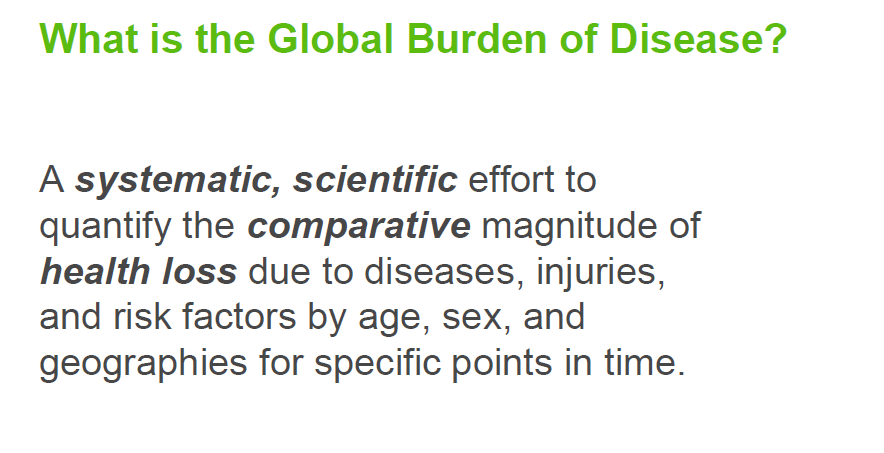 What is the Global Burden of Disease?
A systematic, scientific effort to
quantify the comparative magnitude of
health loss due to diseases, injuries,
and risk factors by age, sex, and
geographies for specific points in time.